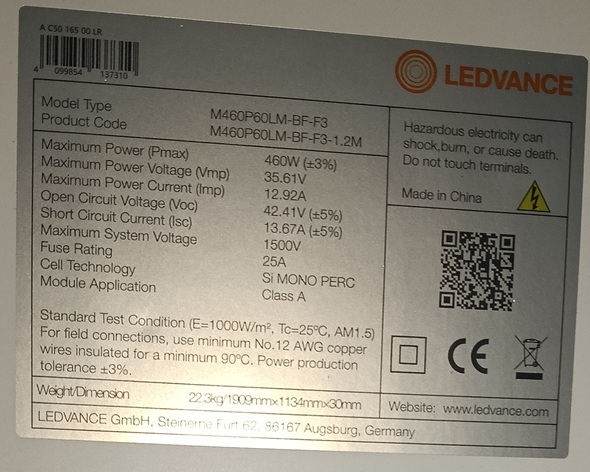 A C50 165 00 LR
4 099854 137310
LEDVANCE
Model Type M460P60LM-BF-F3
Product Code M460P60LM-BF-F3-1.2M
Maximum Power (Pmax) 460W (±3%)
Maximum Power Voltage (Vmp) 35.61V
Maximum Power Current (Imp) 12.92A
Open Circuit Voltage (Voc) 42.41V (±5%)
Short Circuit Current (Isc) 13.67A (±5%)
Maximum System Voltage 1500V
Fuse Rating 25A
Cell Technology Si MONO PERC
Module Application Class A
Standard Test Condition (E=1000W/m², Tc=25ºC, AM1.5)
For field connections, use minimum No.12 AWG copper
wires insulated for a minimum 90ºC. Power production
tolerance ±3%.
Weight/Dimension 22.3kg/1909mm×1134mm×30mm
LEDVANCE GmbH, Steinerne Furt 62, 86167 Augsburg, Germany
Hazardous electricity can
shock,burn, or cause death.
Do not touch terminals.
Made in China
CE
Website: www.ledvance.com